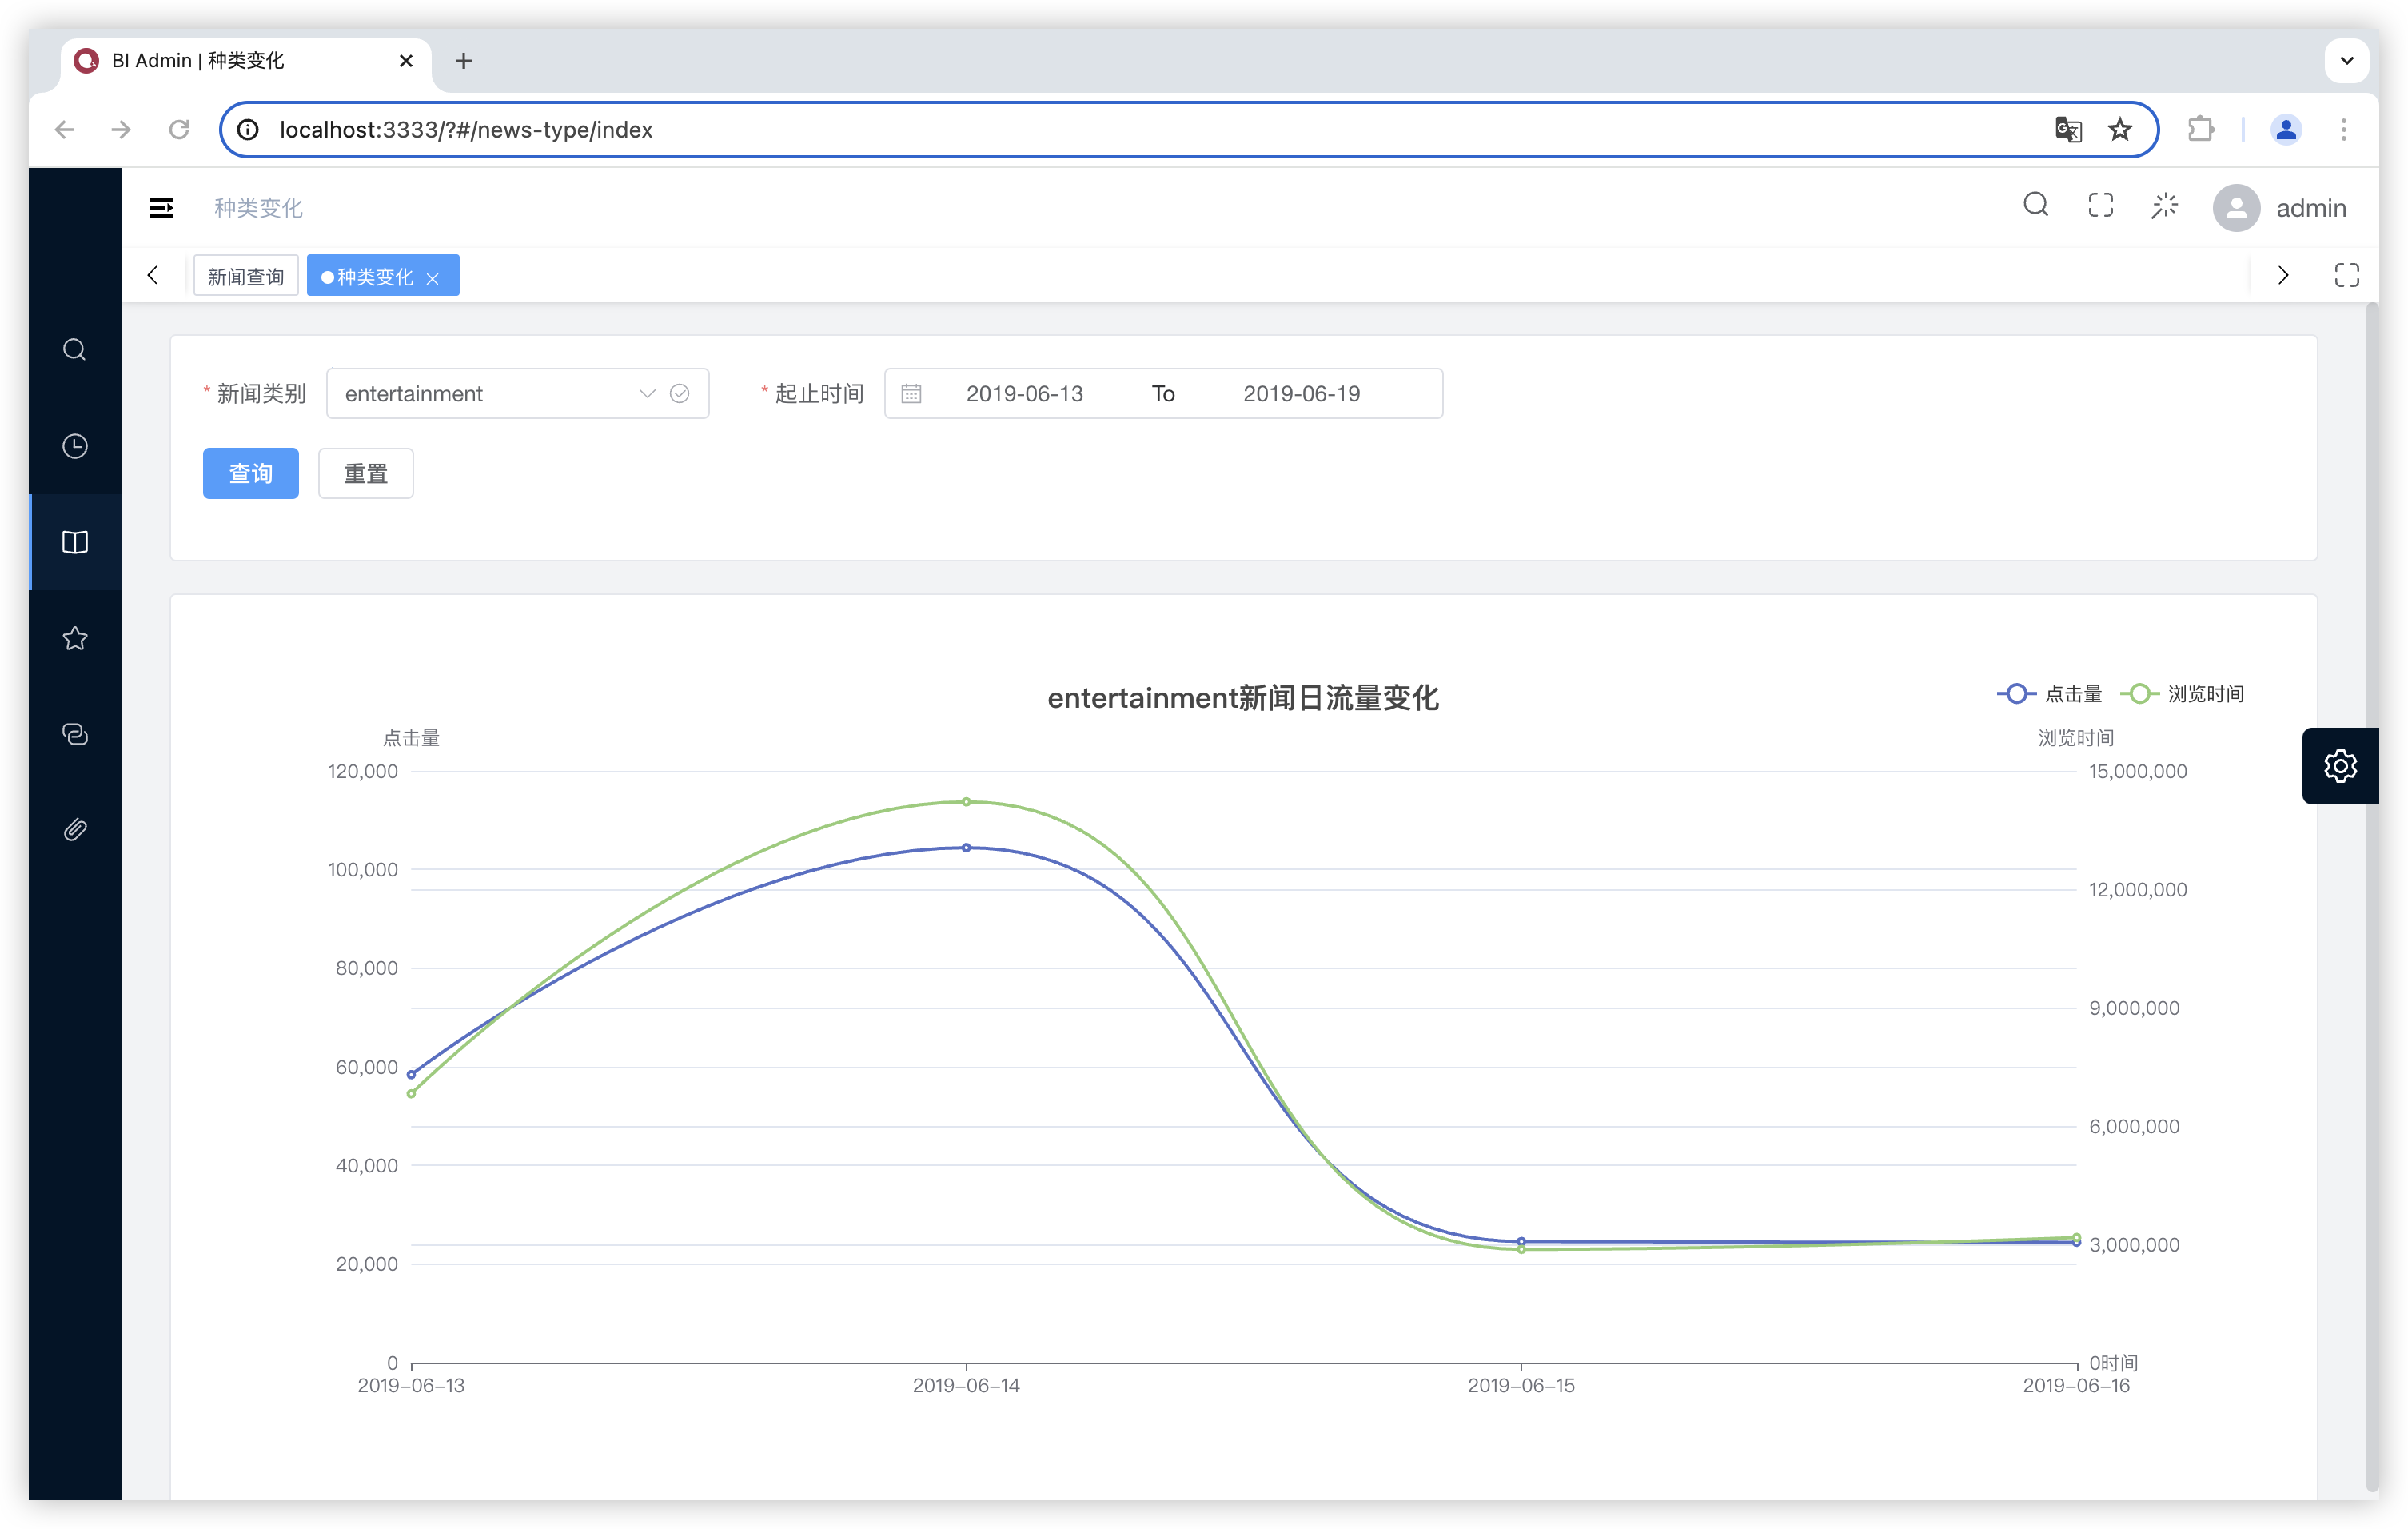 BI Admin | 种类变化
localhost:3333/?#/news-type/index
种类变化
admin
新闻查询
种类变化
* 新闻类别 entertainment
* 起止时间 2019-06-13 To 2019-06-19
查询 重置
entertainment新闻日流量变化
点击量 浏览时间
点击量
浏览时间
120,000
100,000
80,000
60,000
40,000
20,000
0
15,000,000
12,000,000
9,000,000
6,000,000
3,000,000
0时间
2019-06-13 2019-06-14 2019-06-15 2019-06-16